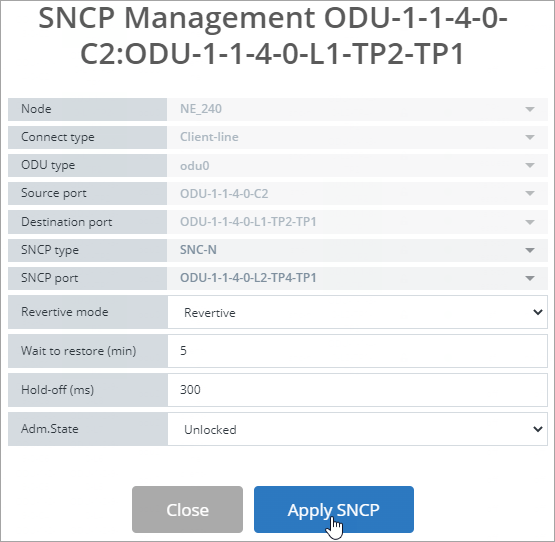 SNCP Management ODU-1-1-4-0-
C2:ODU-1-1-4-0-L1-TP2-TP1
Node NE_240
Connect type Client-line
ODU type odu0
Source port ODU-1-1-4-0-C2
Destination port ODU-1-1-4-0-L1-TP2-TP1
SNCP type SNC-N
SNCP port ODU-1-1-4-0-L2-TP4-TP1
Revertive mode Revertive
Wait to restore (min) 5
Hold-off (ms) 300
Adm.State Unlocked
Close Apply SNCP